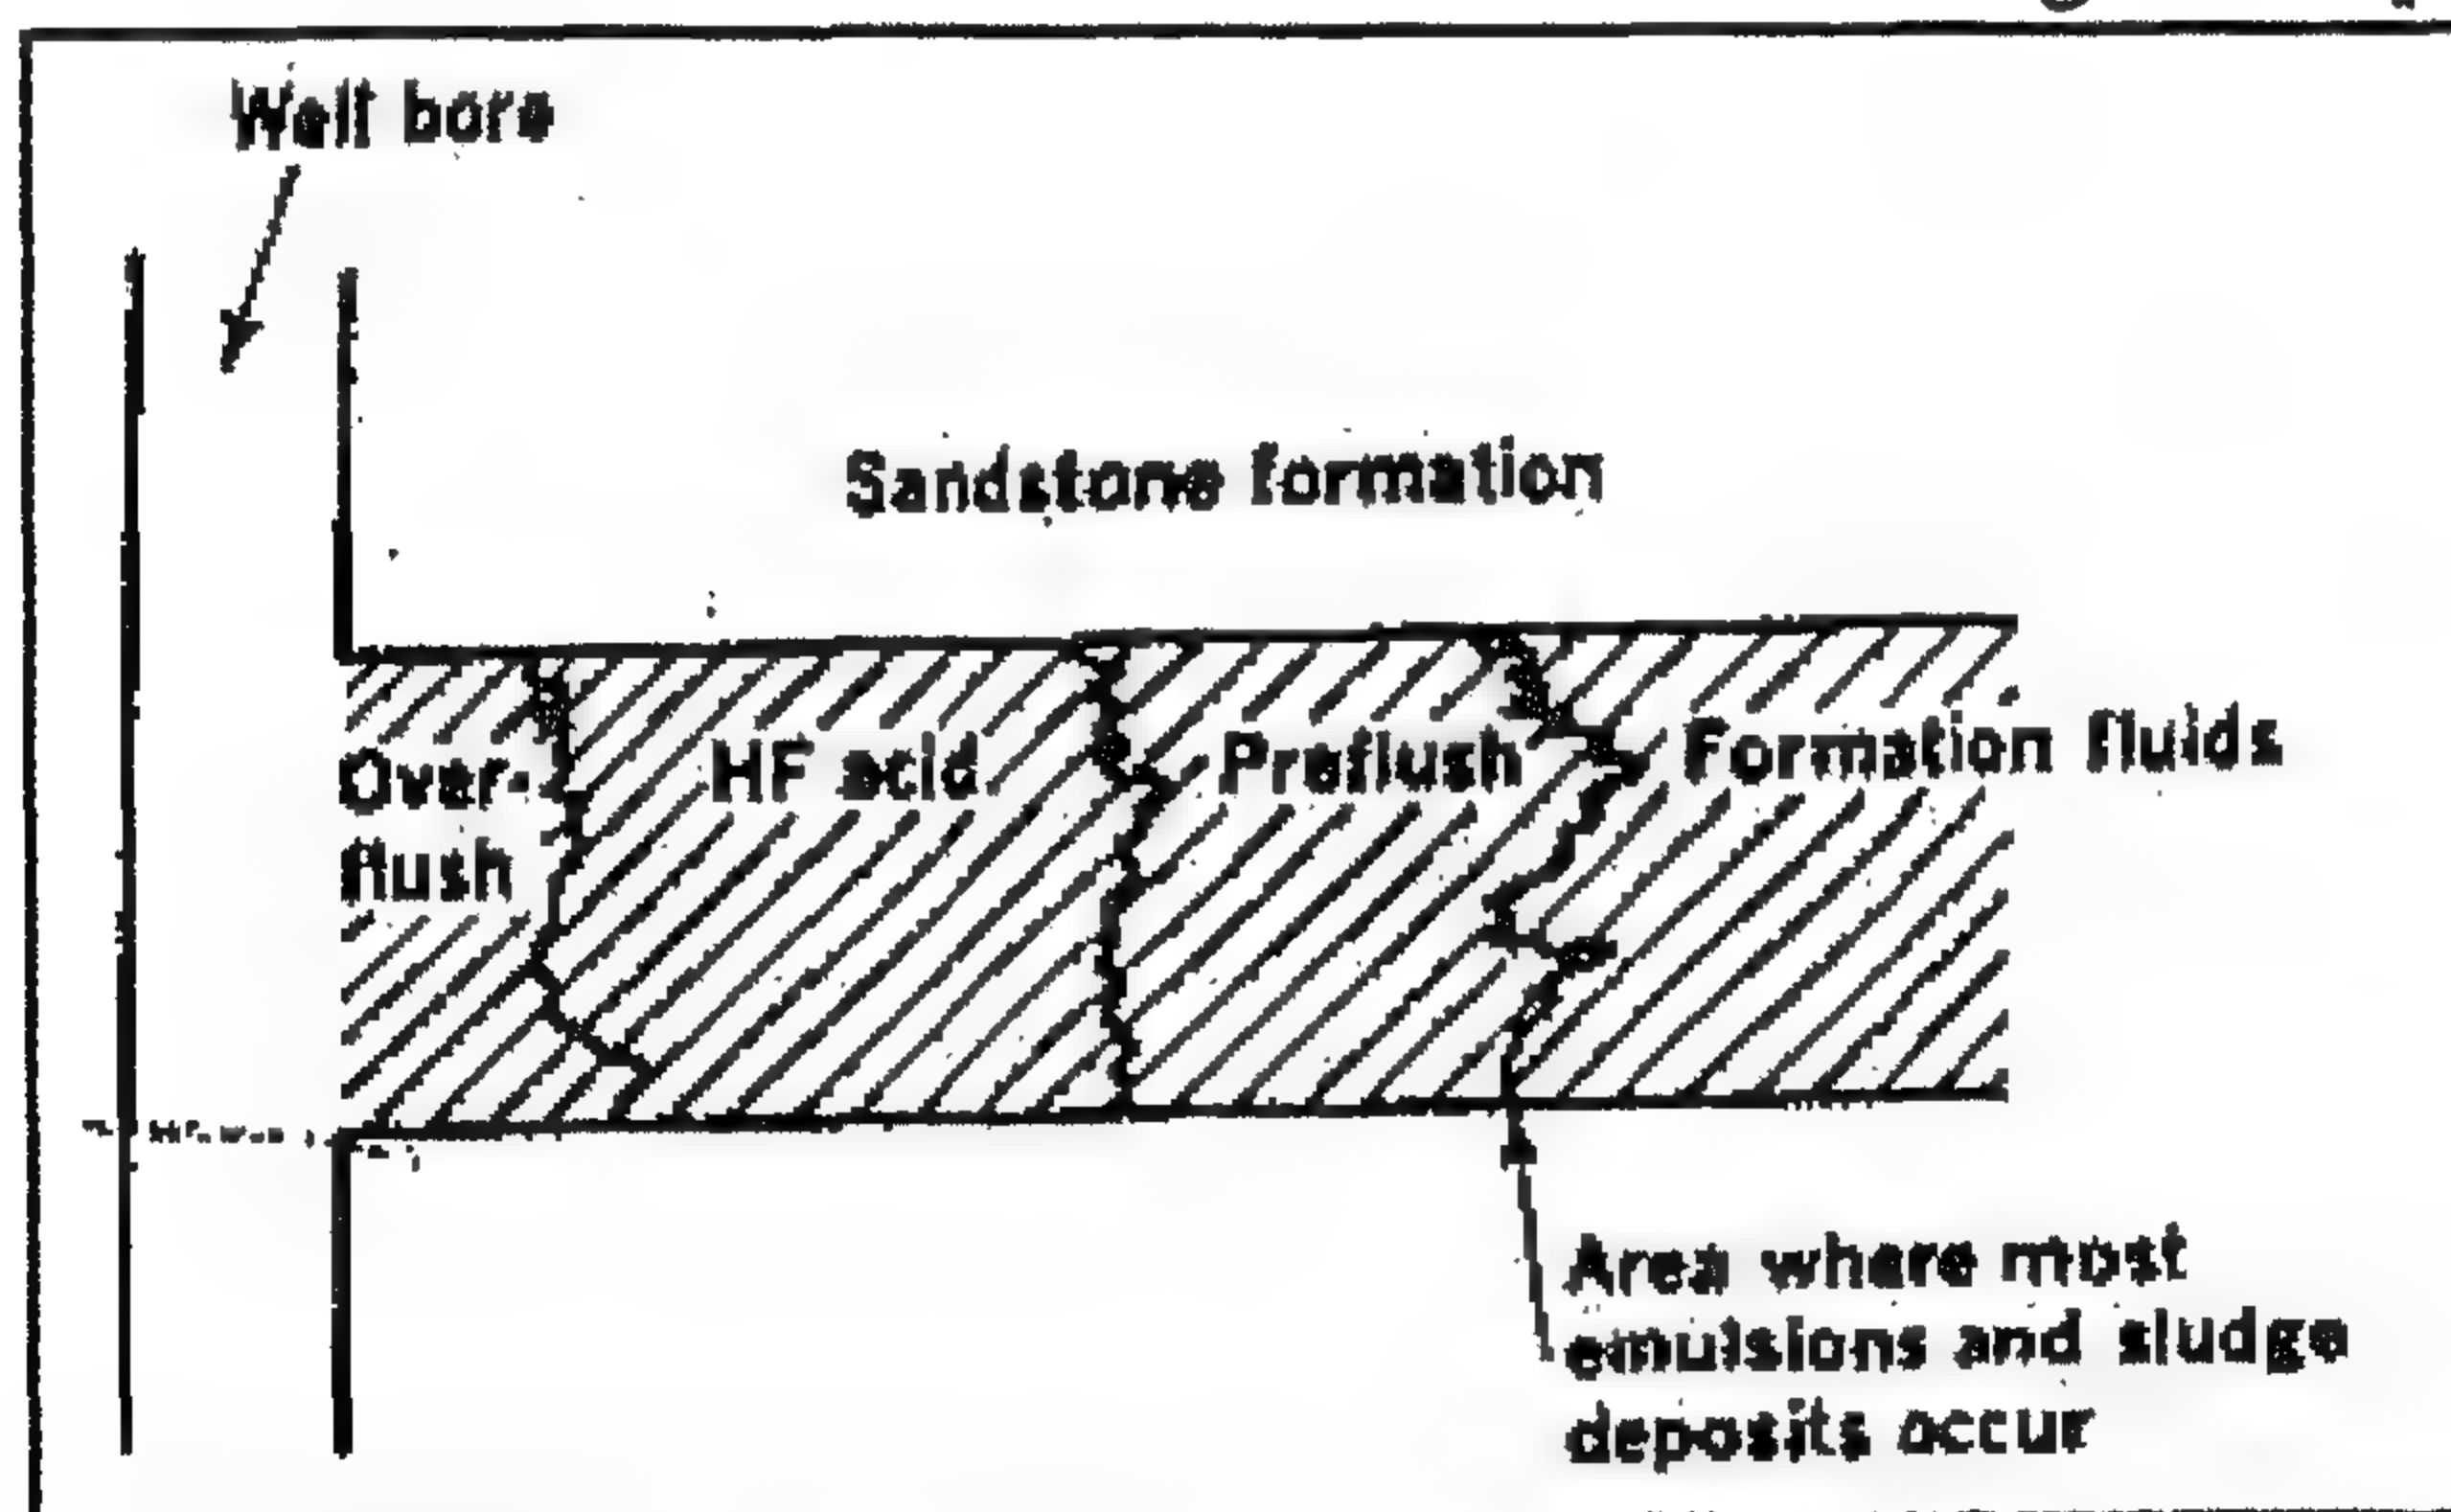 Well bore
Sandstone formation
Over-
flush
HF acid
Preflush
Formation fluids
Area where most
emulsions and sludge
deposits occur